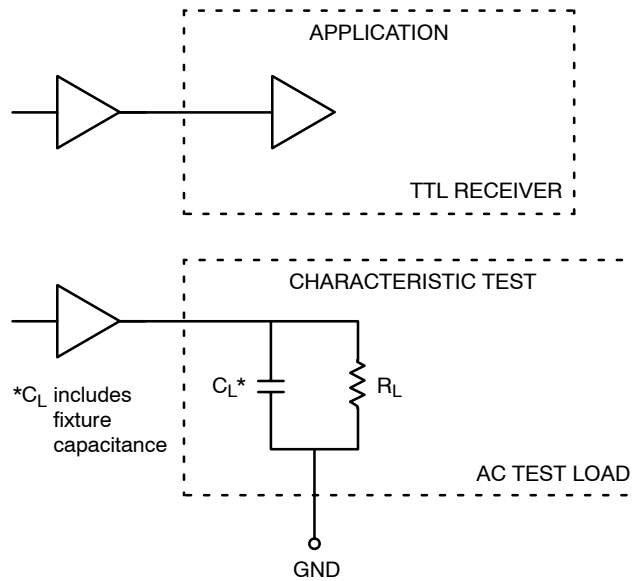 APPLICATION
TTL RECEIVER
CHARACTERISTIC TEST
*CL includes
fixture
capacitance
CL*
RL
AC TEST LOAD
GND